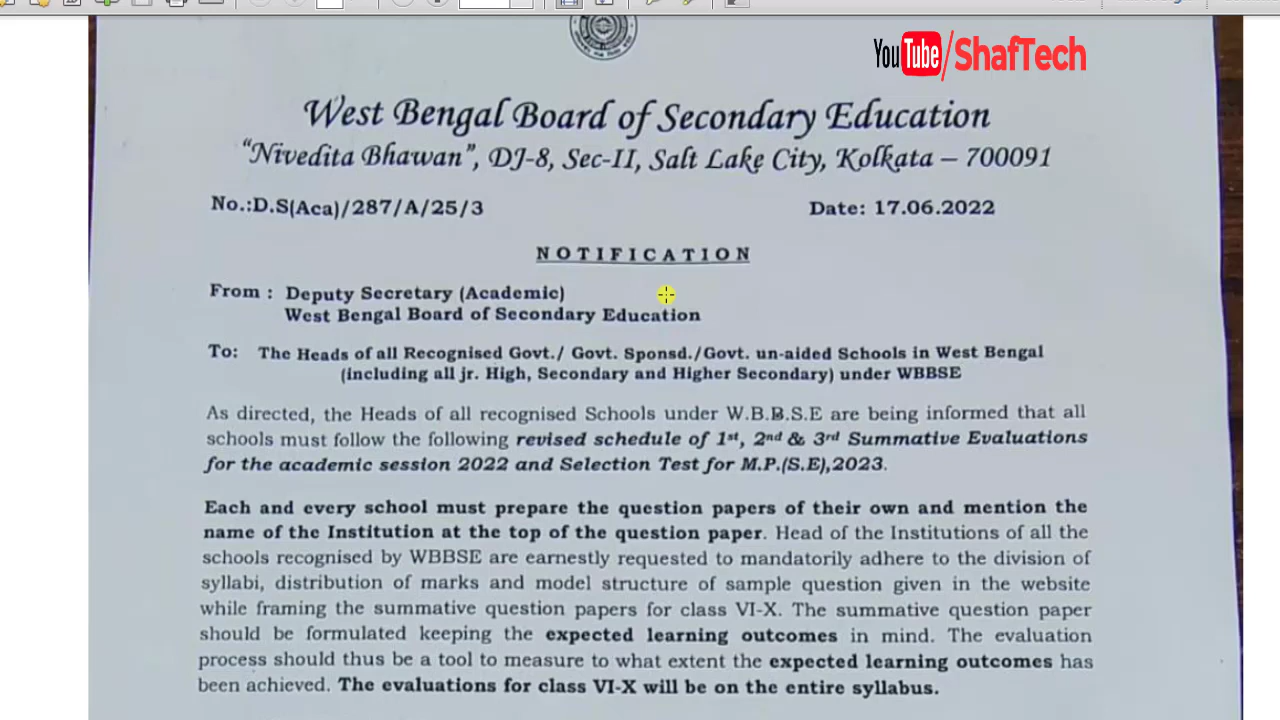 YouTube/ShafTech
West Bengal Board of Secondary Education
"Nivedita Bhawan", DJ-8, Sec-II, Salt Lake City, Kolkata – 700091
No.:D.S(Aca)/287/A/25/3 Date: 17.06.2022
NOTIFICATION
From : Deputy Secretary (Academic)
West Bengal Board of Secondary Education
To: The Heads of all Recognised Govt./ Govt. Sponsd./Govt. un-aided Schools in West Bengal
(including all jr. High, Secondary and Higher Secondary) under WBBSE
As directed, the Heads of all recognised Schools under W.B.B.S.E are being informed that all
schools must follow the following revised schedule of 1st, 2nd & 3rd Summative Evaluations
for the academic session 2022 and Selection Test for M.P.(S.E),2023.
Each and every school must prepare the question papers of their own and mention the
name of the Institution at the top of the question paper. Head of the Institutions of all the
schools recognised by WBBSE are earnestly requested to mandatorily adhere to the division of
syllabi, distribution of marks and model structure of sample question given in the website
while framing the summative question papers for class VI-X. The summative question paper
should be formulated keeping the expected learning outcomes in mind. The evaluation
process should thus be a tool to measure to what extent the expected learning outcomes has
been achieved. The evaluations for class VI-X will be on the entire syllabus.